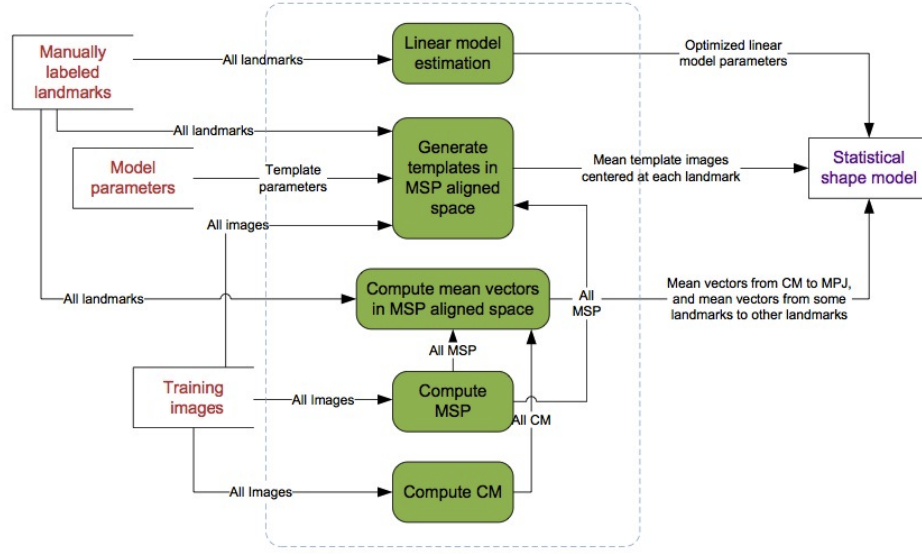 Manually
labeled
landmarks
All landmarks
Linear model
estimation
Optimized linear
model parameters
All landmarks
Model
parameters
Template
parameters
Generate
templates in
MSP aligned
space
Mean template images
centered at each landmark
Statistical
shape model
All images
All landmarks
Compute mean vectors
in MSP aligned space
All
MSP
Mean vectors from CM to MPJ,
and mean vectors from some
landmarks to other landmarks
All MSP
Training
images
All Images
Compute
MSP
All CM
All Images
Compute CM